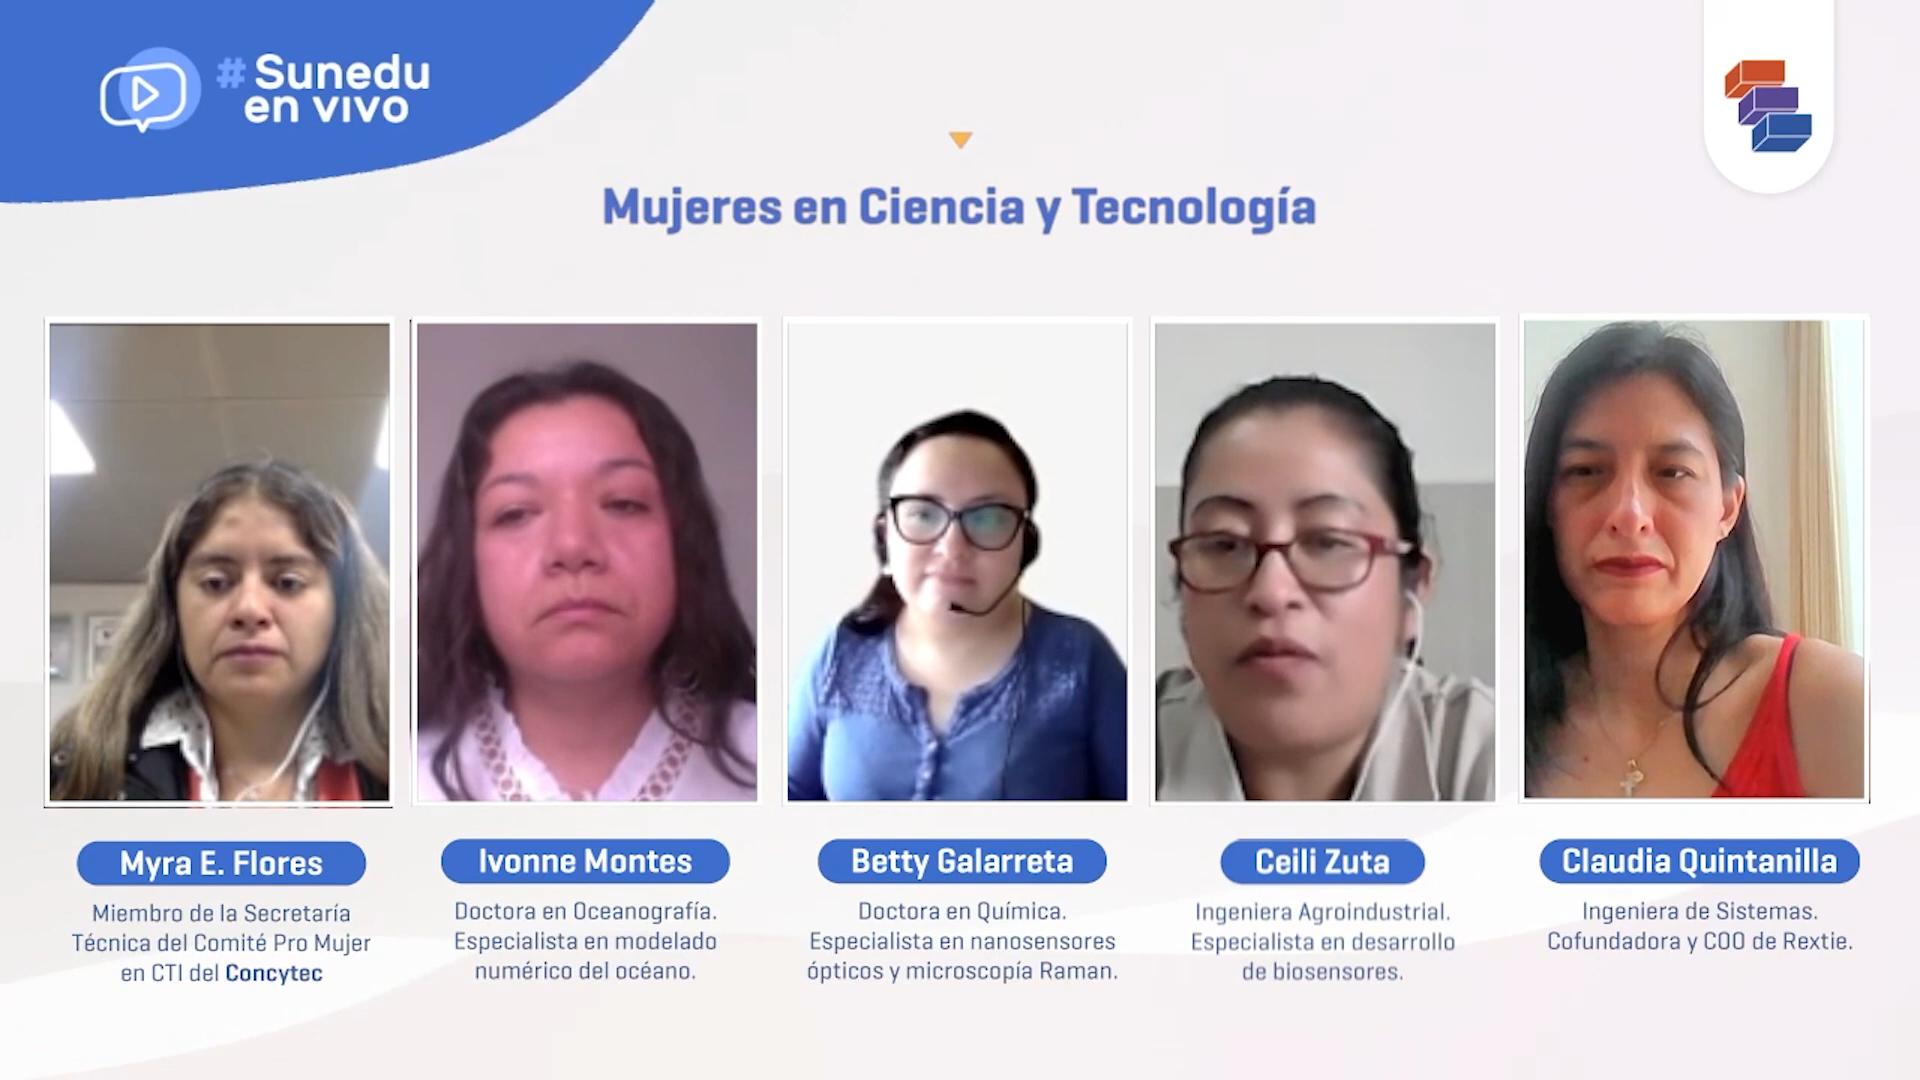 # Sunedu
en vivo
Mujeres en Ciencia y Tecnología
Myra E. Flores
Miembro de la Secretaría
Técnica del Comité Pro Mujer
en CTI del Concytec
Ivonne Montes
Doctora en Oceanografía.
Especialista en modelado
numérico del océano.
Betty Galarreta
Doctora en Química.
Especialista en nanosensores
ópticos y microscopía Raman.
Ceili Zuta
Ingeniera Agroindustrial.
Especialista en desarrollo
de biosensores.
Claudia Quintanilla
Ingeniera de Sistemas.
Cofundadora y COO de Rextie.